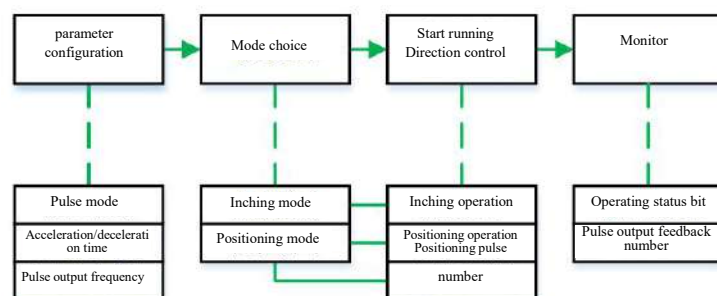 parameter
configuration
Mode choice
Start running
Direction control
Monitor
Pulse mode
Acceleration/decelerati
on time
Pulse output frequency
Inching mode
Positioning mode
Inching operation
Positioning operation
Positioning pulse
number
Operating status bit
Pulse output feedback
number